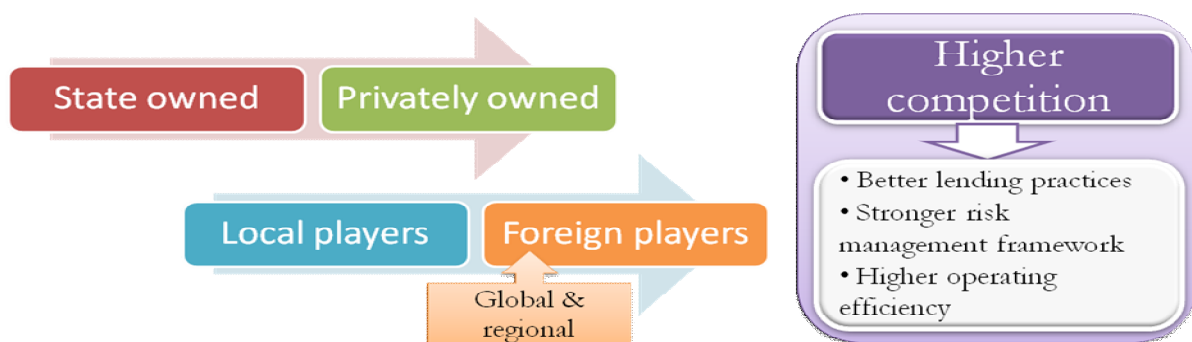 State owned
Privately owned
Local players
Foreign players
Global &
regional
Higher
competition
• Better lending practices
• Stronger risk
management framework
• Higher operating
efficiency